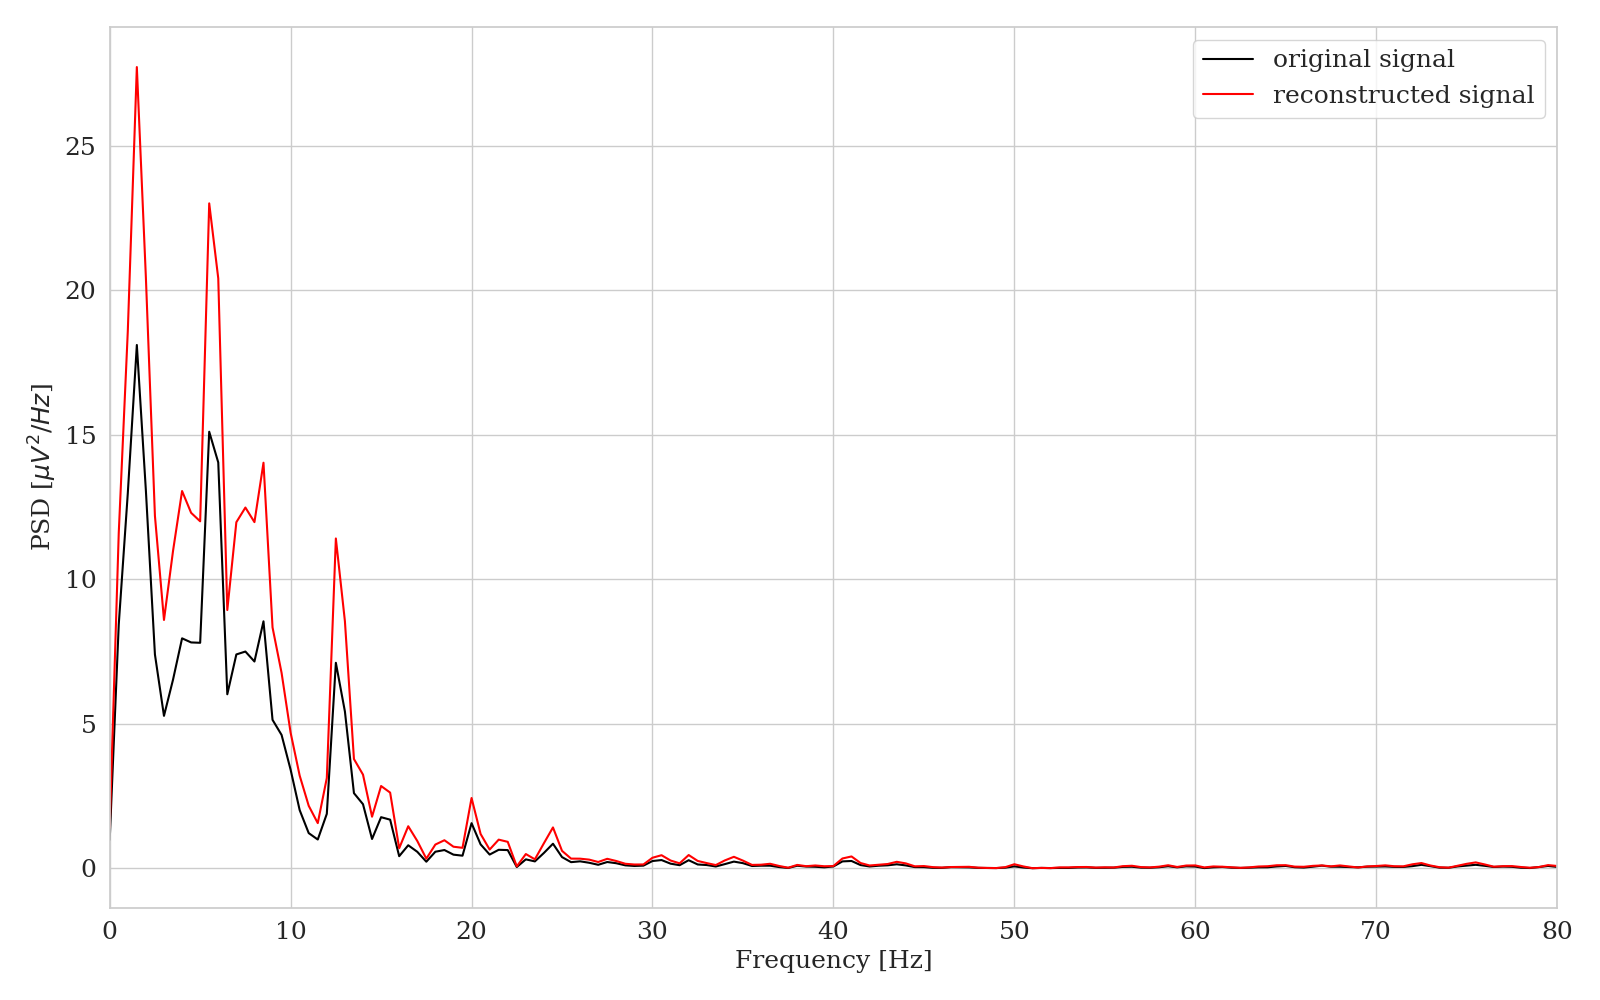 original signal
reconstructed signal
25
20
15
10
5
0
PSD [μV²/Hz]
0 10 20 30 40 50 60 70 80
Frequency [Hz]